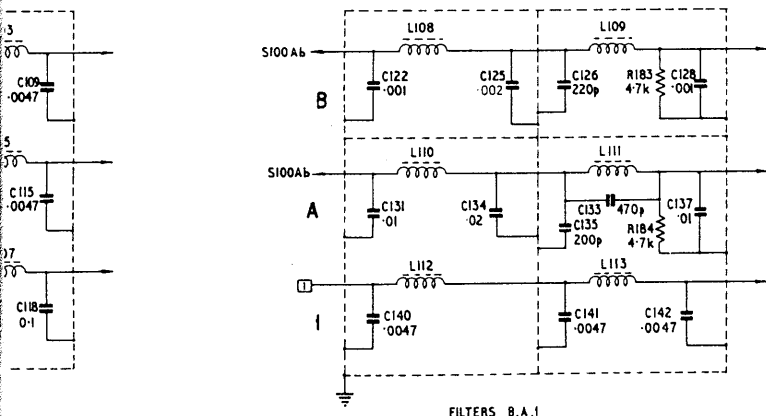 L108
L109
S100Ab
C122
.001
C125
.002
C126
220p
R183
4.7k
C128
.001
B
3
C109
.0047
L110
L111
S100Ab
C131
.01
C134
.02
C133
470p
C135
200p
R184
4.7k
C137
.01
A
5
C115
.0047
L112
L113
1
C140
.0047
C141
.0047
C142
.0047
1
7
C118
0.1
FILTERS B.A.1